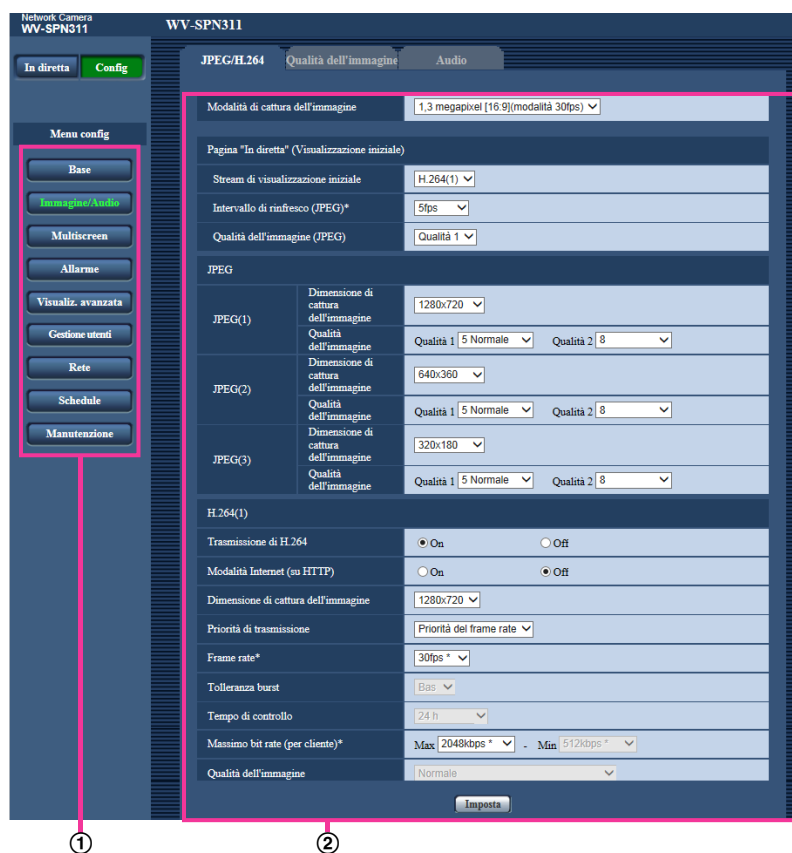 Network Camera
WV-SPN311
WV-SPN311
In diretta
Config
Menu config
Base
Immagine/Audio
Multiscreen
Allarme
Visualiz. avanzata
Gestione utenti
Rete
Schedule
Manutenzione
JPEG/H.264
Qualità dell'immagine
Audio
Modalità di cattura dell'immagine
1,3 megapixel [16:9](modalità 30fps)
Pagina "In diretta" (Visualizzazione iniziale)
Stream di visualizzazione iniziale
H.264(1)
Intervallo di rinfresco (JPEG)*
5fps
Qualità dell'immagine (JPEG)
Qualità 1
JPEG
JPEG(1)
Dimensione di
cattura
dell'immagine
1280x720
Qualità
dell'immagine
Qualità 1 5 Normale Qualità 2 8
JPEG(2)
Dimensione di
cattura
dell'immagine
640x360
Qualità
dell'immagine
Qualità 1 5 Normale Qualità 2 8
JPEG(3)
Dimensione di
cattura
dell'immagine
320x180
Qualità
dell'immagine
Qualità 1 5 Normale Qualità 2 8
H.264(1)
Trasmissione di H.264
On Off
Modalità Internet (su HTTP)
On Off
Dimensione di cattura dell'immagine
1280x720
Priorità di trasmissione
Priorità del frame rate
Frame rate*
30fps *
Tolleranza burst
Bas
Tempo di controllo
24 h
Massimo bit rate (per cliente)*
Max 2048kbps * - Min 512kbps *
Qualità dell'immagine
Normale
Imposta
① ②